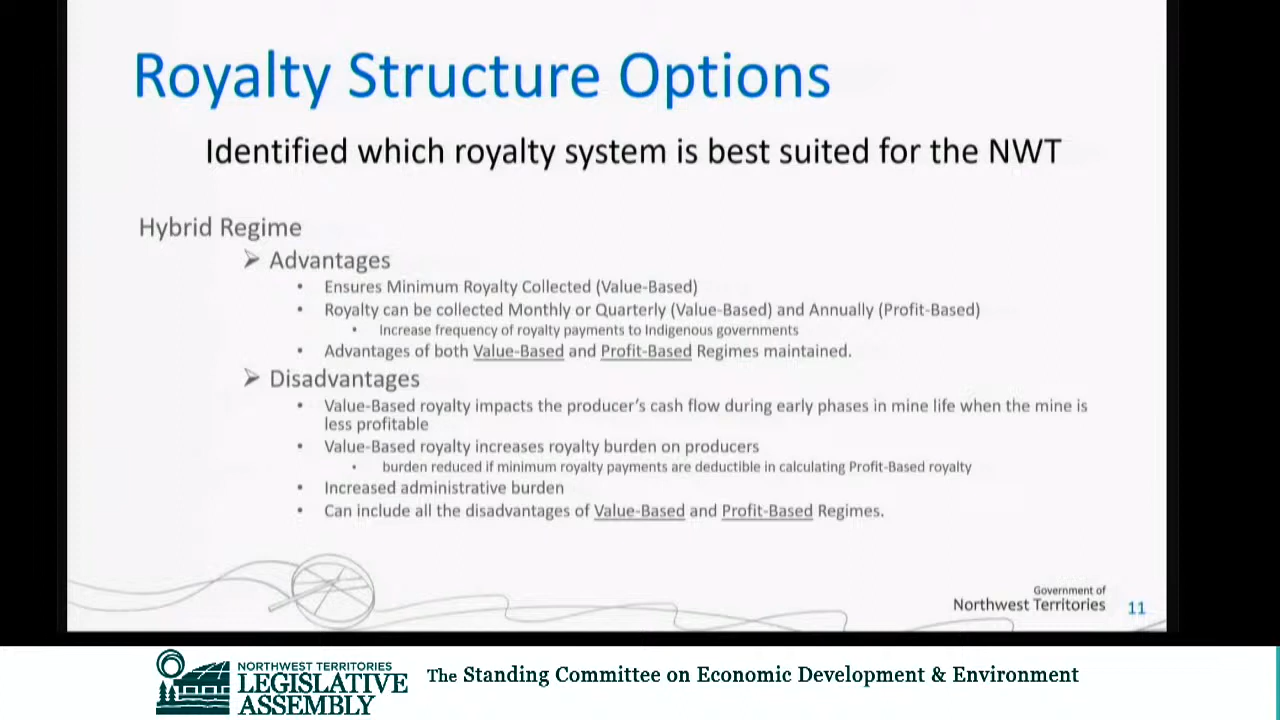 Royalty Structure Options
Identified which royalty system is best suited for the NWT
Hybrid Regime
➢ Advantages
• Ensures Minimum Royalty Collected (Value-Based)
• Royalty can be collected Monthly or Quarterly (Value-Based) and Annually (Profit-Based)
• Increase frequency of royalty payments to Indigenous governments
• Advantages of both Value-Based and Profit-Based Regimes maintained.
➢ Disadvantages
• Value-Based royalty impacts the producer's cash flow during early phases in mine life when the mine is
less profitable
• Value-Based royalty increases royalty burden on producers
• burden reduced if minimum royalty payments are deductible in calculating Profit-Based royalty
• Increased administrative burden
• Can include all the disadvantages of Value-Based and Profit-Based Regimes.
Government of
Northwest Territories
11
NORTHWEST TERRITORIES
LEGISLATIVE
ASSEMBLY
The Standing Committee on Economic Development & Environment